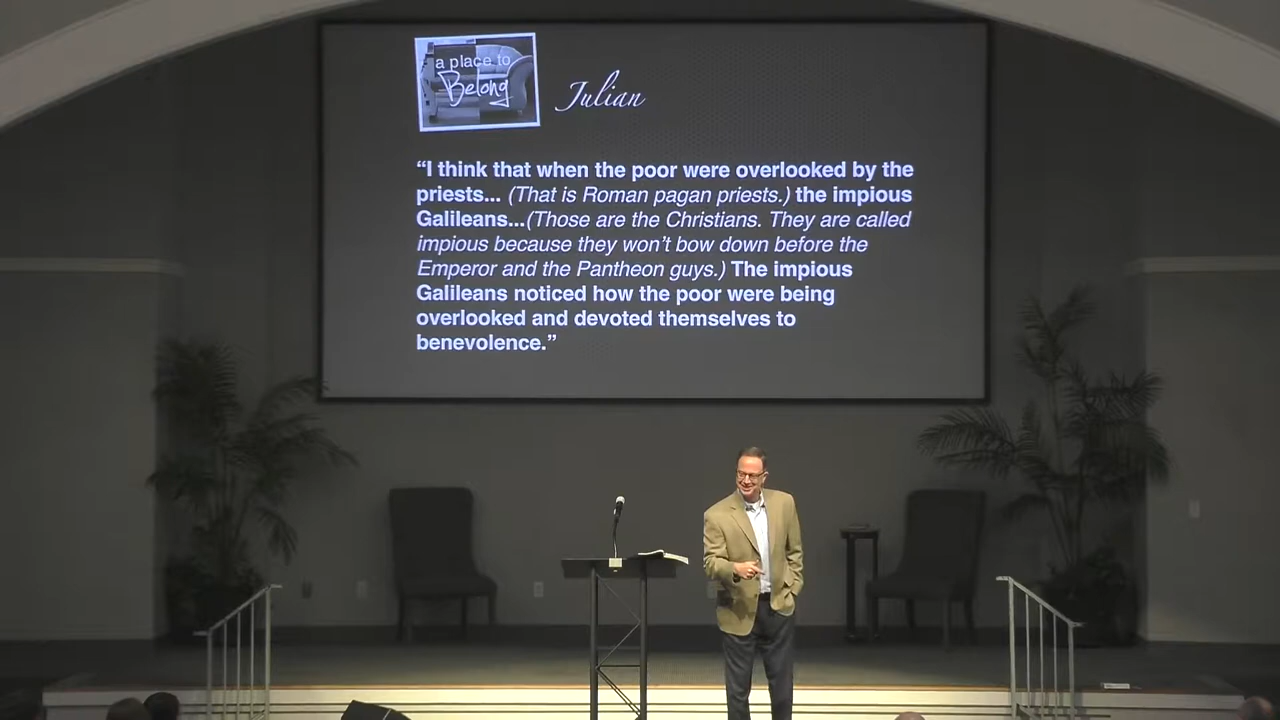 a place to
Belong
Julian
“I think that when the poor were overlooked by the
priests... (That is Roman pagan priests.) the impious
Galileans...(Those are the Christians. They are called
impious because they won’t bow down before the
Emperor and the Pantheon guys.) The impious
Galileans noticed how the poor were being
overlooked and devoted themselves to
benevolence.”